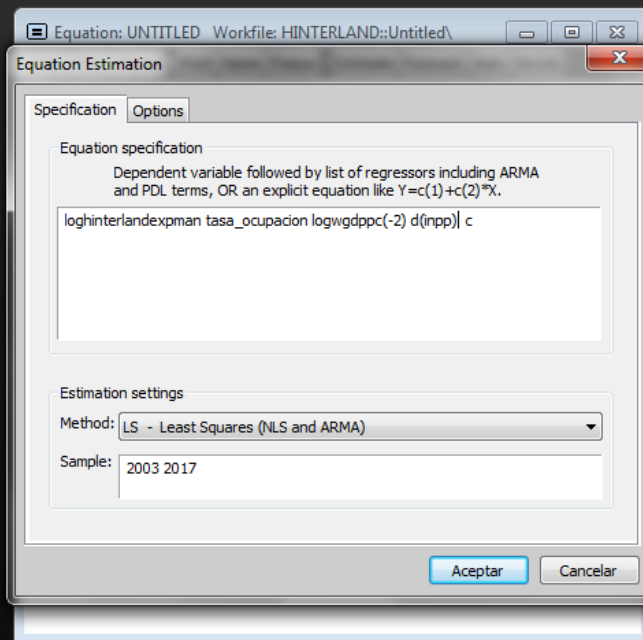 Equation: UNTITLED Workfile: HINTERLAND::Untitled\
Equation Estimation
Specification
Options
Equation specification
Dependent variable followed by list of regressors including ARMA
and PDL terms, OR an explicit equation like Y=c(1)+c(2)*X.
loghinterlandexpman tasa_ocupacion logwgdppc(-2) d(inpp) c
Estimation settings
Method: LS - Least Squares (NLS and ARMA)
Sample: 2003 2017
Aceptar
Cancelar